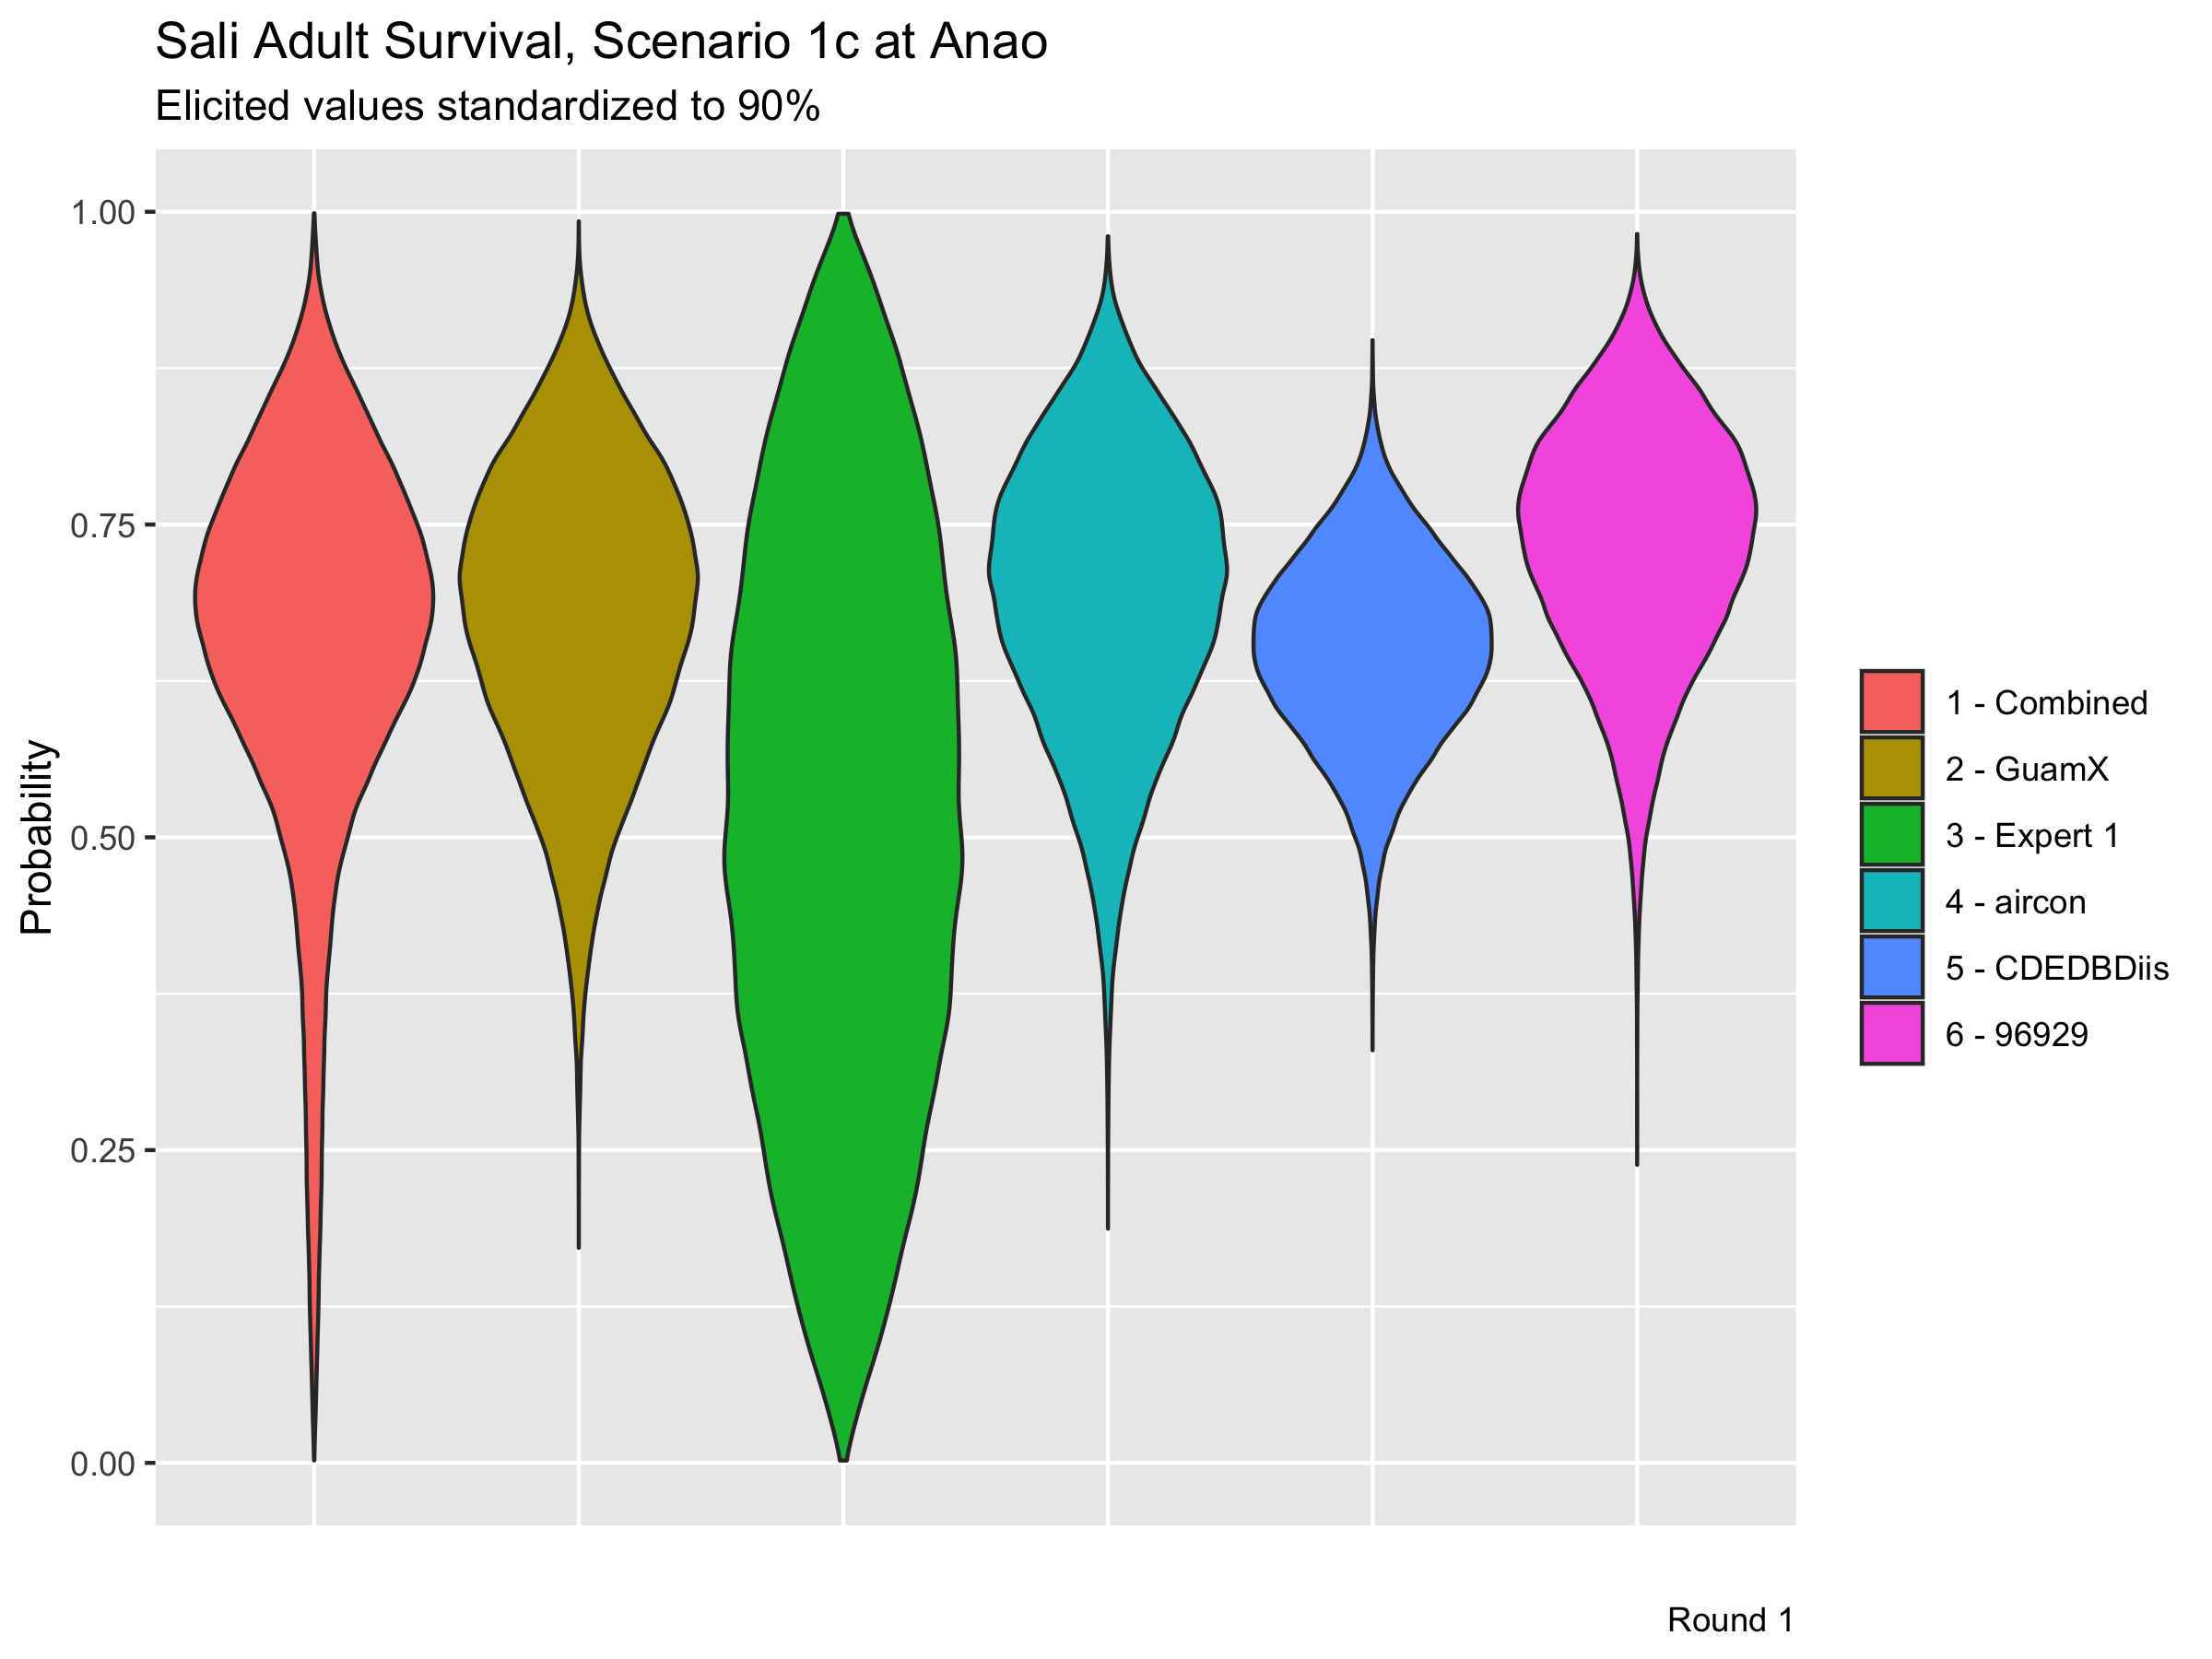 Sali Adult Survival, Scenario 1c at Anao
Elicited values standardized to 90%
Probability
1.00
0.75
0.50
0.25
0.00
1 - Combined
2 - GuamX
3 - Expert 1
4 - aircon
5 - CDEDBDiis
6 - 96929
Round 1